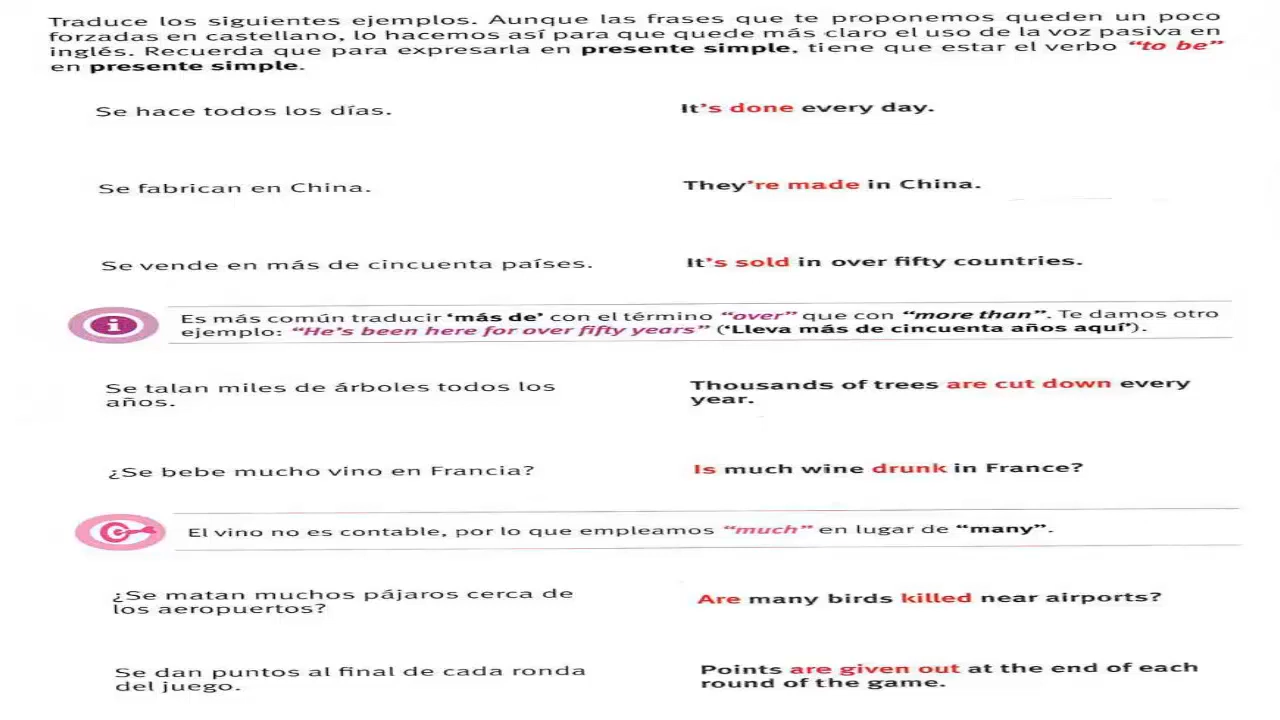 Traduce los siguientes ejemplos. Aunque las frases que te proponemos queden un poco
forzadas en castellano, lo hacemos así para que quede más claro el uso de la voz pasiva en
inglés. Recuerda que para expresarla en presente simple, tiene que estar el verbo “to be”
en presente simple.
Se hace todos los días.
It's done every day.
Se fabrican en China.
They're made in China.
Se vende en más de cincuenta países.
It's sold in over fifty countries.
Es más común traducir ‘más de’ con el término “over” que con “more than”. Te damos otro
ejemplo: “He's been here for over fifty years” (‘Lleva más de cincuenta años aquí’).
Se talan miles de árboles todos los
años.
Thousands of trees are cut down every
year.
¿Se bebe mucho vino en Francia?
Is much wine drunk in France?
El vino no es contable, por lo que empleamos “much” en lugar de “many”.
¿Se matan muchos pájaros cerca de
los aeropuertos?
Are many birds killed near airports?
Se dan puntos al final de cada ronda
del juego.
Points are given out at the end of each
round of the game.